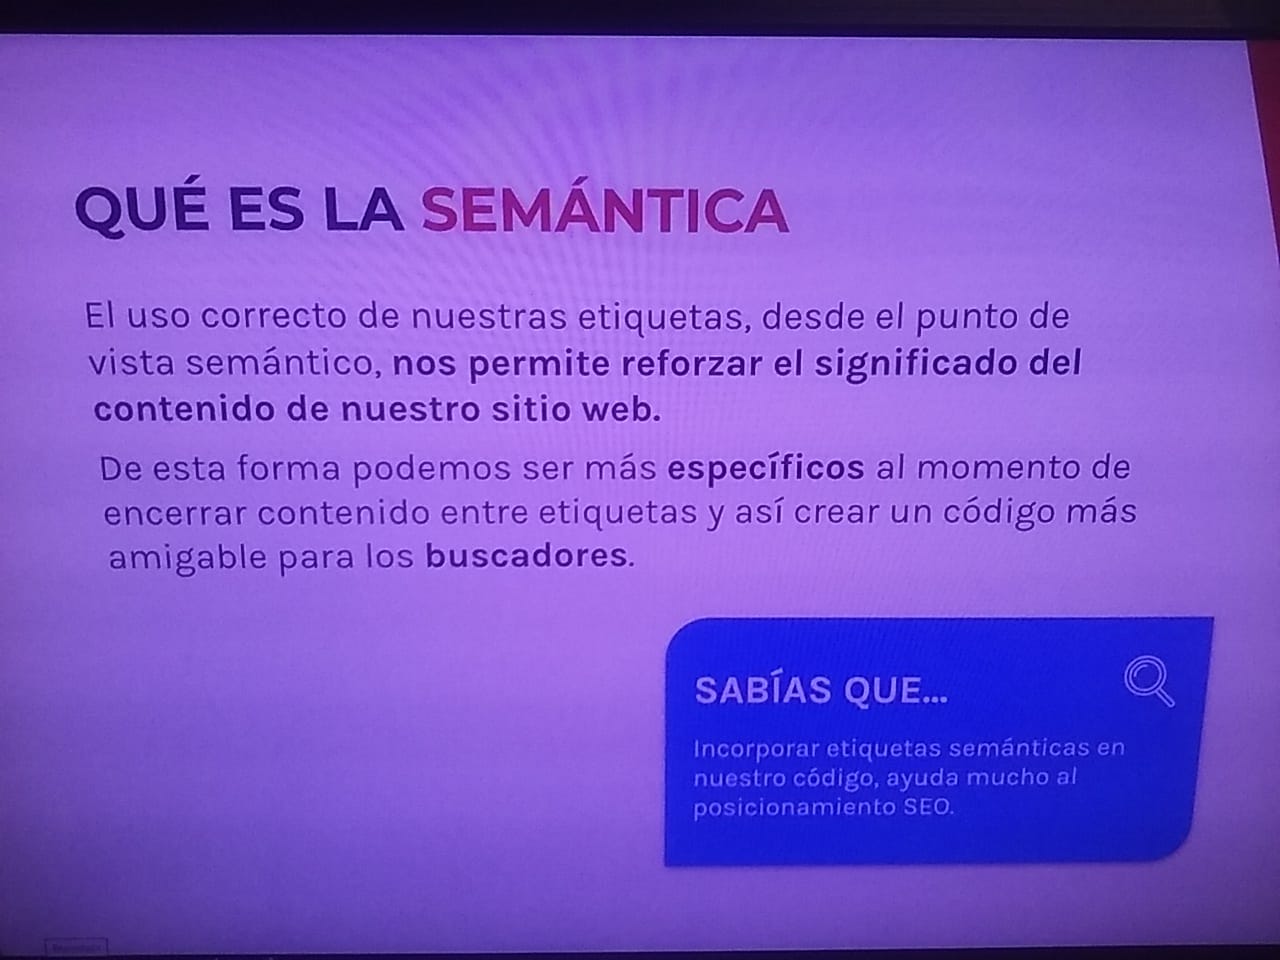 QUÉ ES LA SEMÁNTICA
El uso correcto de nuestras etiquetas, desde el punto de
vista semántico, nos permite reforzar el significado del
contenido de nuestro sitio web.
De esta forma podemos ser más específicos al momento de
encerrar contenido entre etiquetas y así crear un código más
amigable para los buscadores.
SABÍAS QUE...
Incorporar etiquetas semánticas en
nuestro código, ayuda mucho al
posicionamiento SEO.